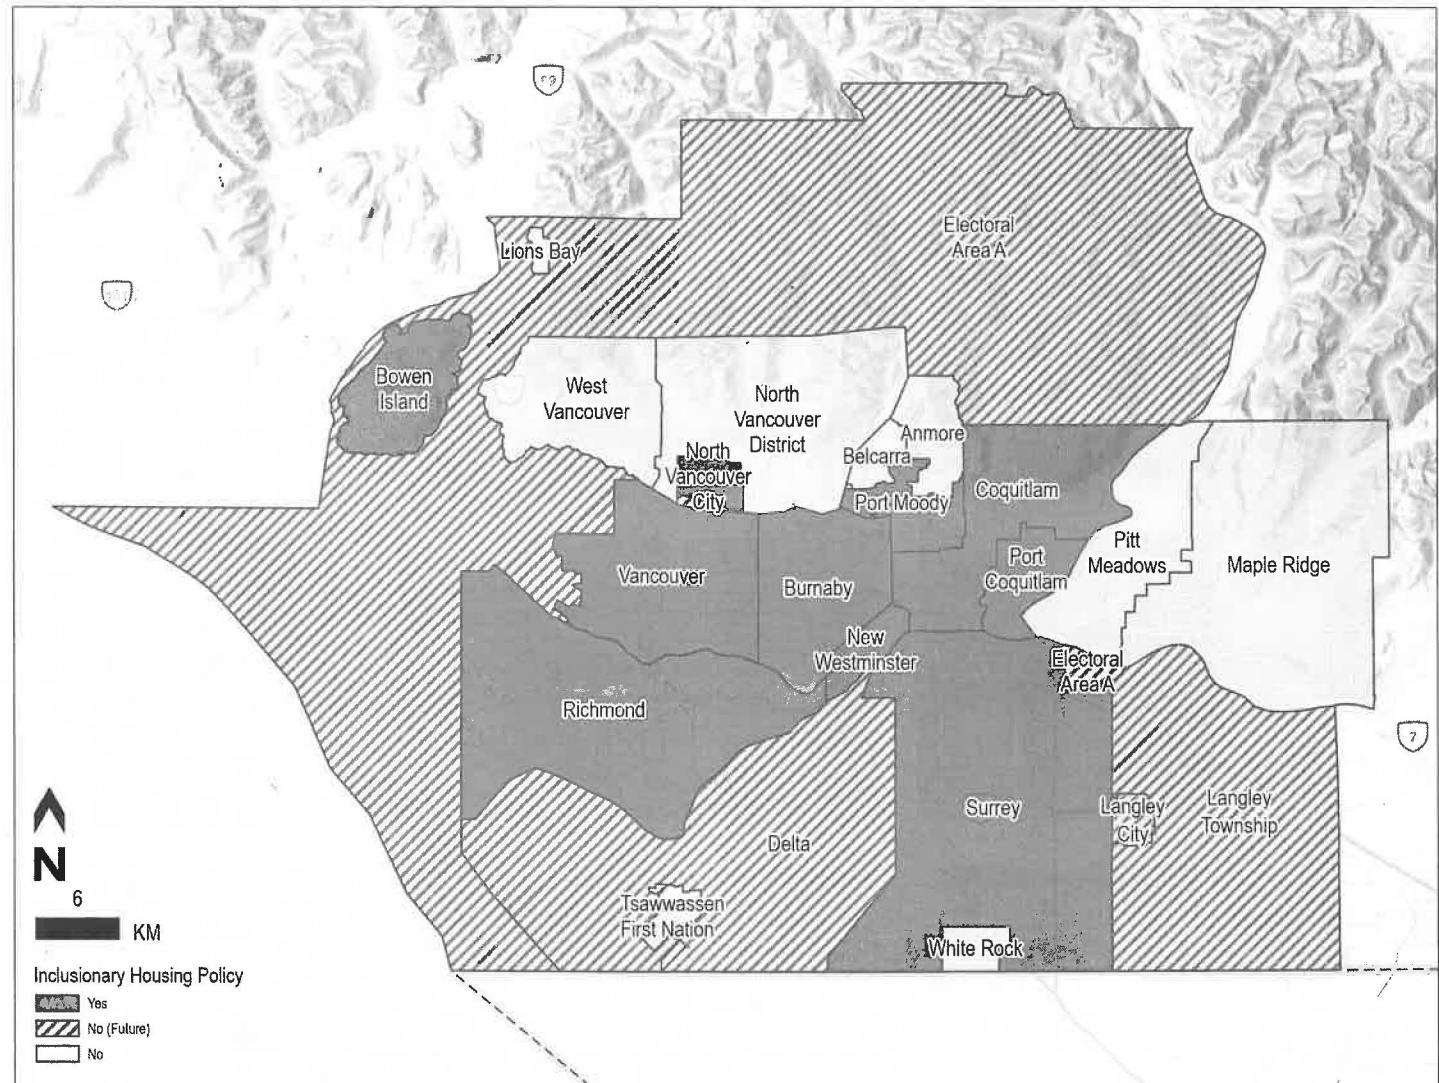 99
Electoral
Area A
Lions Bay
Bowen
Island
West
Vancouver
North
Vancouver
District
Anmore
Belcarra
North
Vancouver
City
Port Moody
Coquitlam
Pitt
Meadows
Maple Ridge
Port
Coquitlam
Vancouver
Burnaby
New
Westminster
Electoral
Area A
Richmond
7
Surrey
Langley
City
Langley
Township
Delta
Tsawwassen
First Nation
White Rock
N
6
KM
Inclusionary Housing Policy
Yes
No (Future)
No